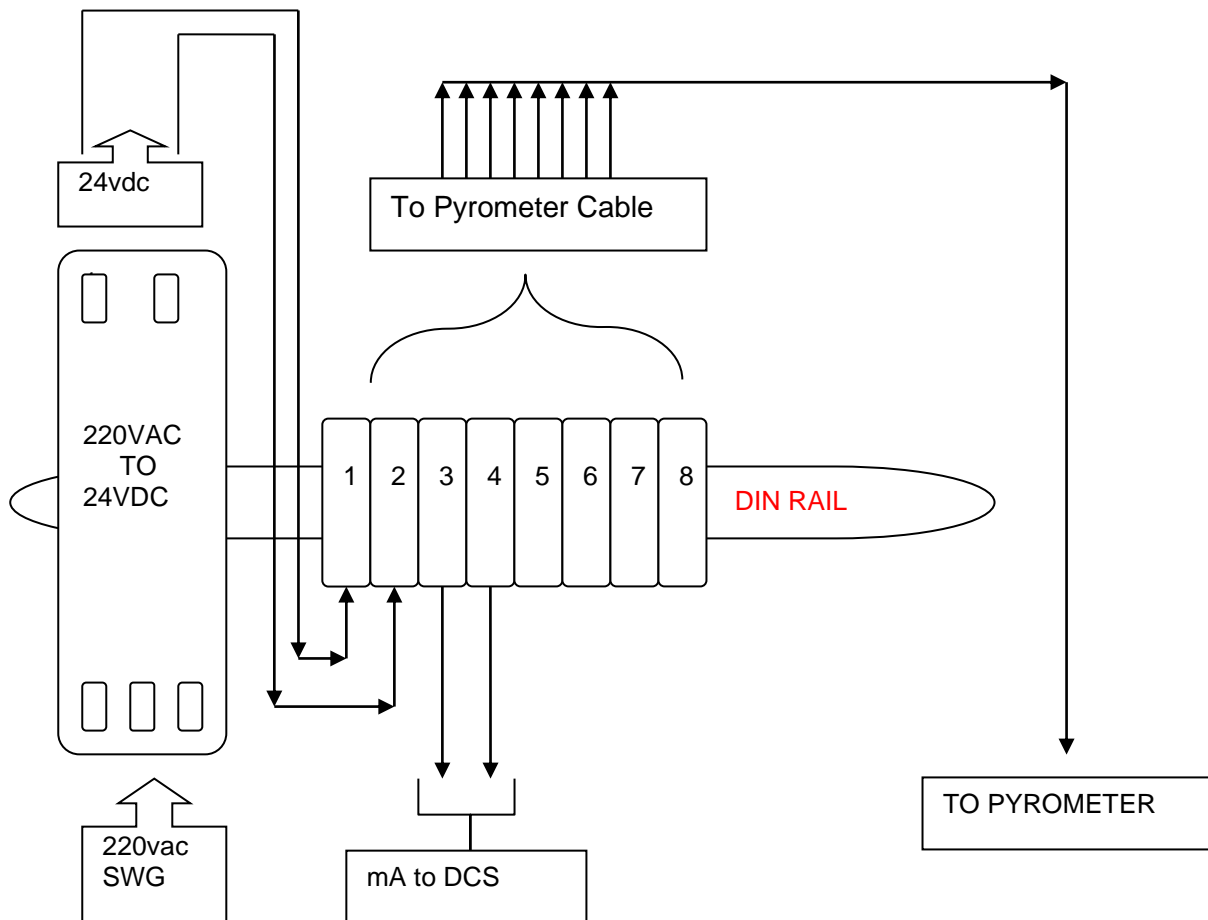 24vdc
To Pyrometer Cable
220VAC
TO
24VDC
1 2 3 4 5 6 7 8
DIN RAIL
220vac
SWG
mA to DCS
TO PYROMETER